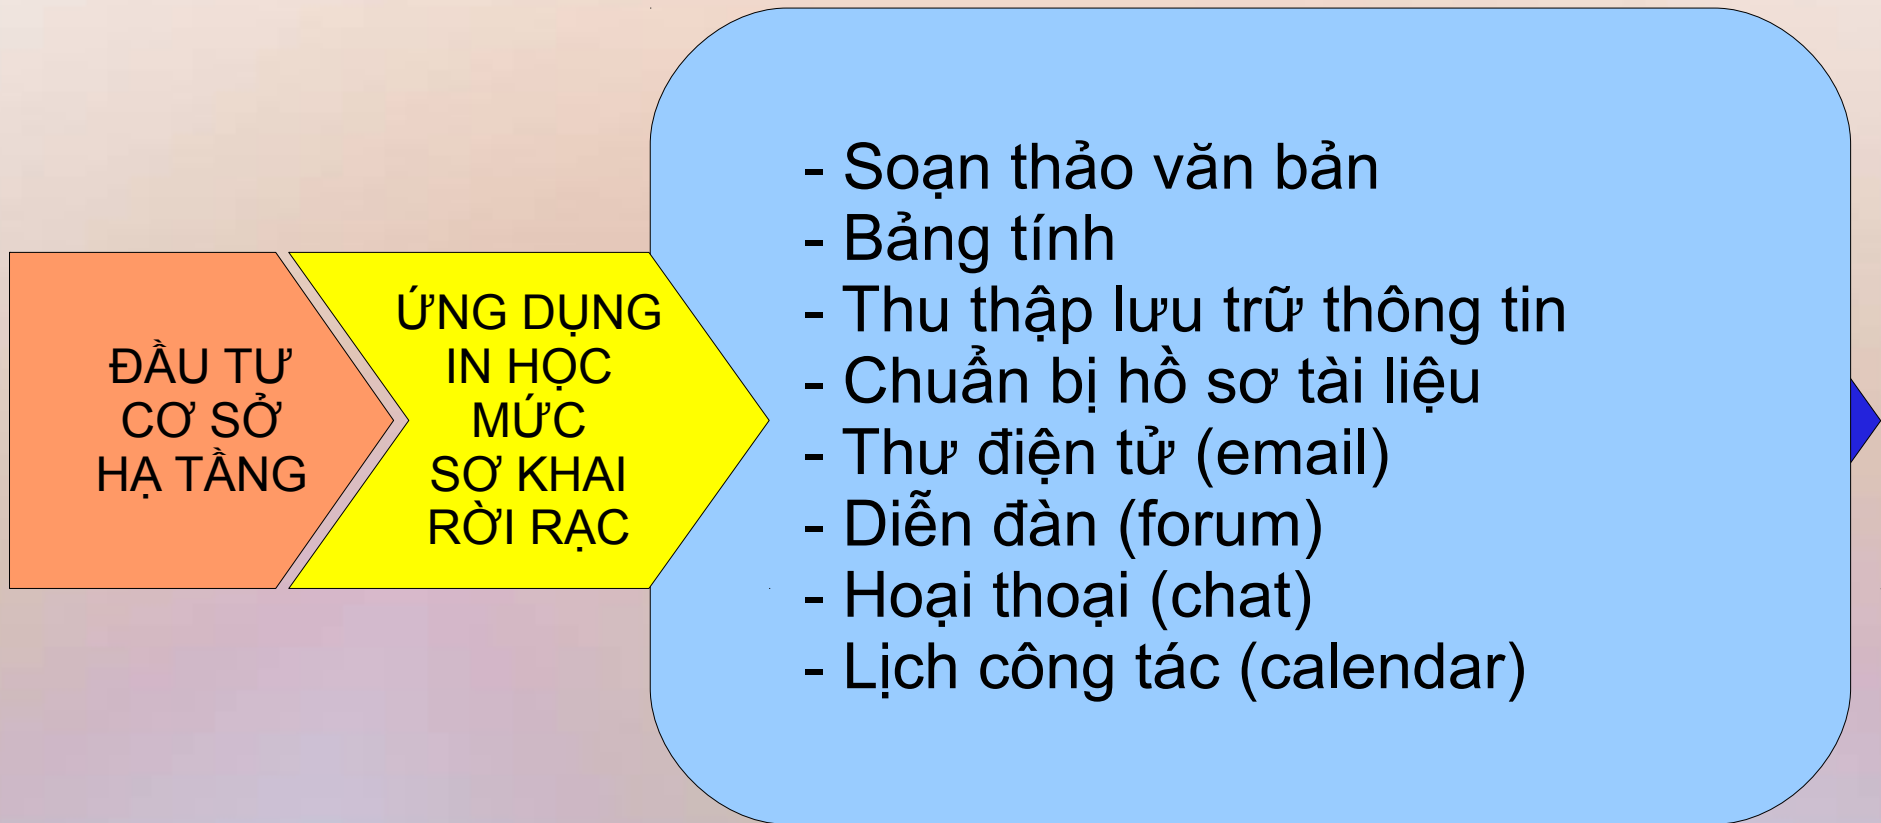 ĐẦU TƯ
CƠ SỞ
HẠ TẦNG
ỨNG DỤNG
IN HỌC
MỨC
SƠ KHAI
RỜI RẠC
- Soạn thảo văn bản
- Bảng tính
- Thu thập lưu trữ thông tin
- Chuẩn bị hồ sơ tài liệu
- Thư điện tử (email)
- Diễn đàn (forum)
- Hoại thoại (chat)
- Lịch công tác (calendar)